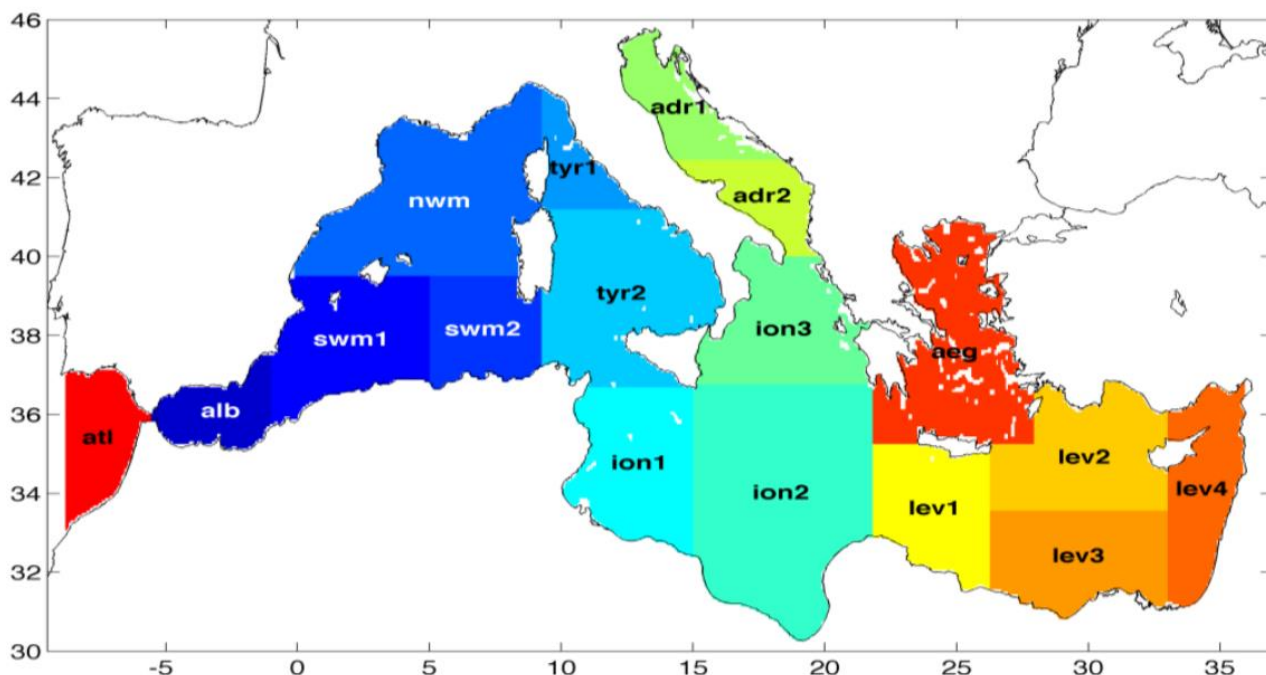 46
44
adr1
42
tyr1
nwm
adr2
40
tyr2
swm1
swm2
ion3
38
aeg
36
atl
alb
ion1
ion2
lev1
lev2
lev4
34
lev3
32
30
-5 0 5 10 15 20 25 30 35